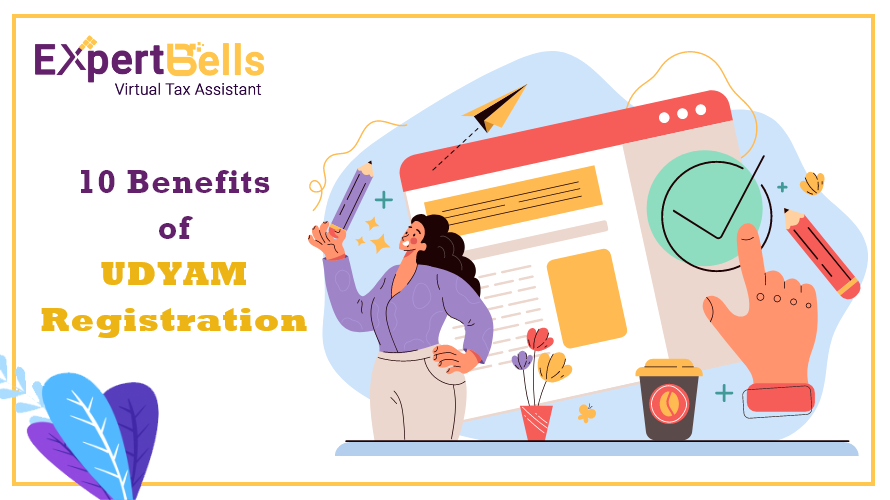 ExpertBells
Virtual Tax Assistant
10 Benefits
of
UDYAM
Registration